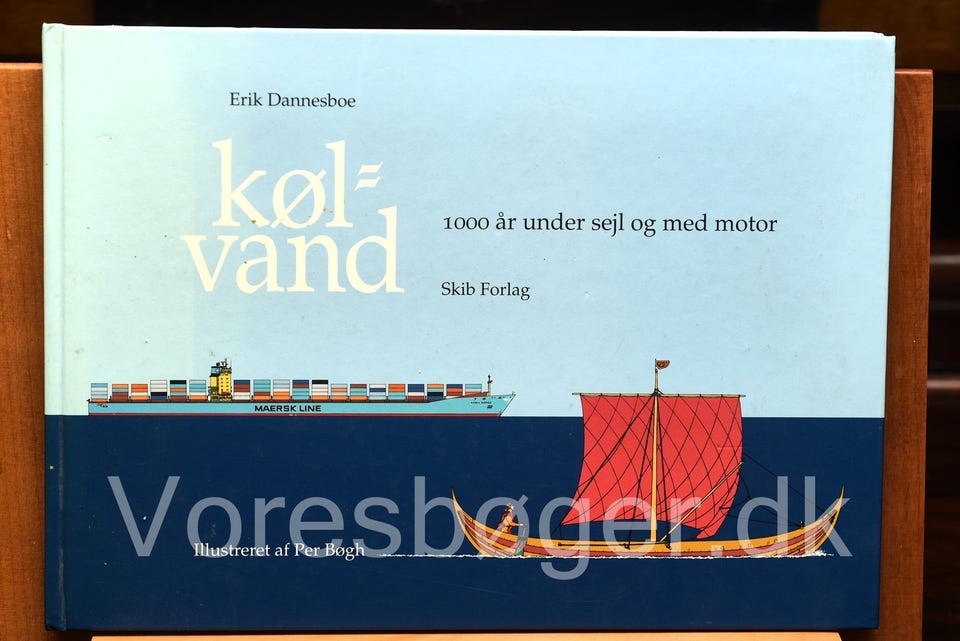 Erik Dannesboe
køl=
vand
1000 år under sejl og med motor
Skib Forlag
MAERSK LINE
Voresbøger.dk
Illustreret af Per Bøgh